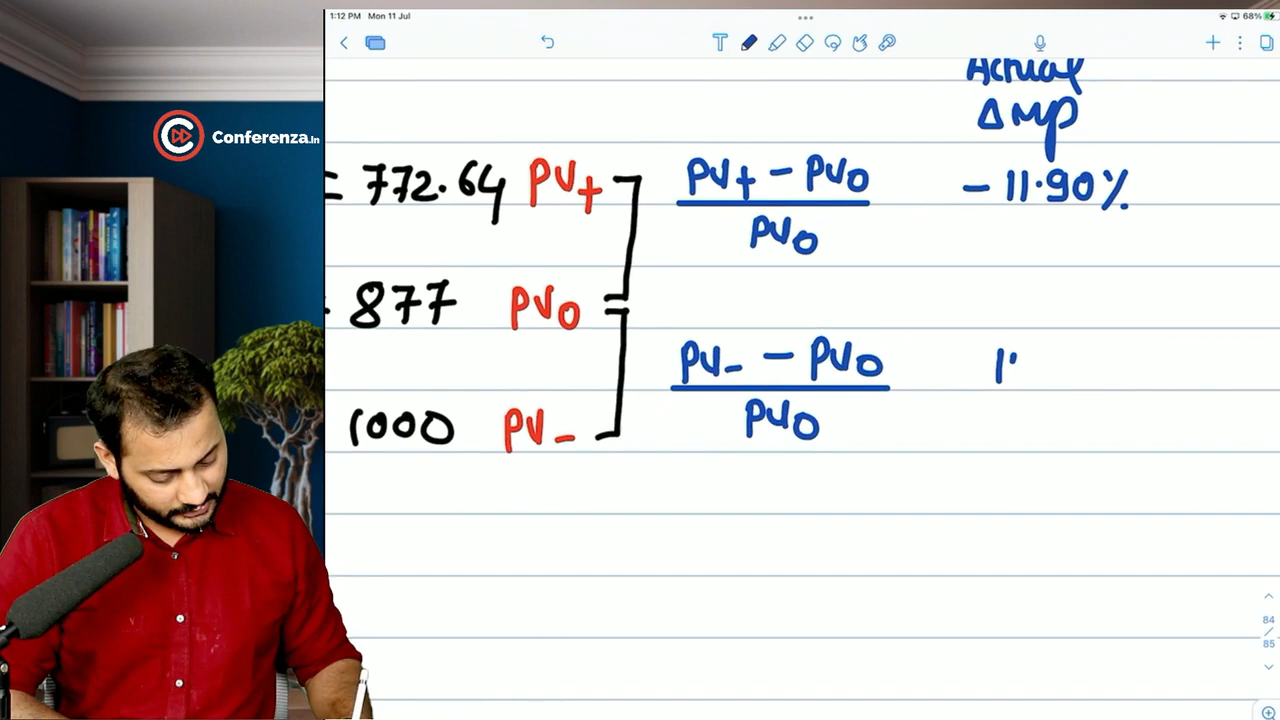 1:12 PM Mon 11 Jul
68%
T
Conferenza.in
Actual
Δ MP
= 772.64 PV+
PV+ - PV0
PV0
- 11.90%
877 PV0
PV- - PV0
PV0
1000 PV-
84
/
85